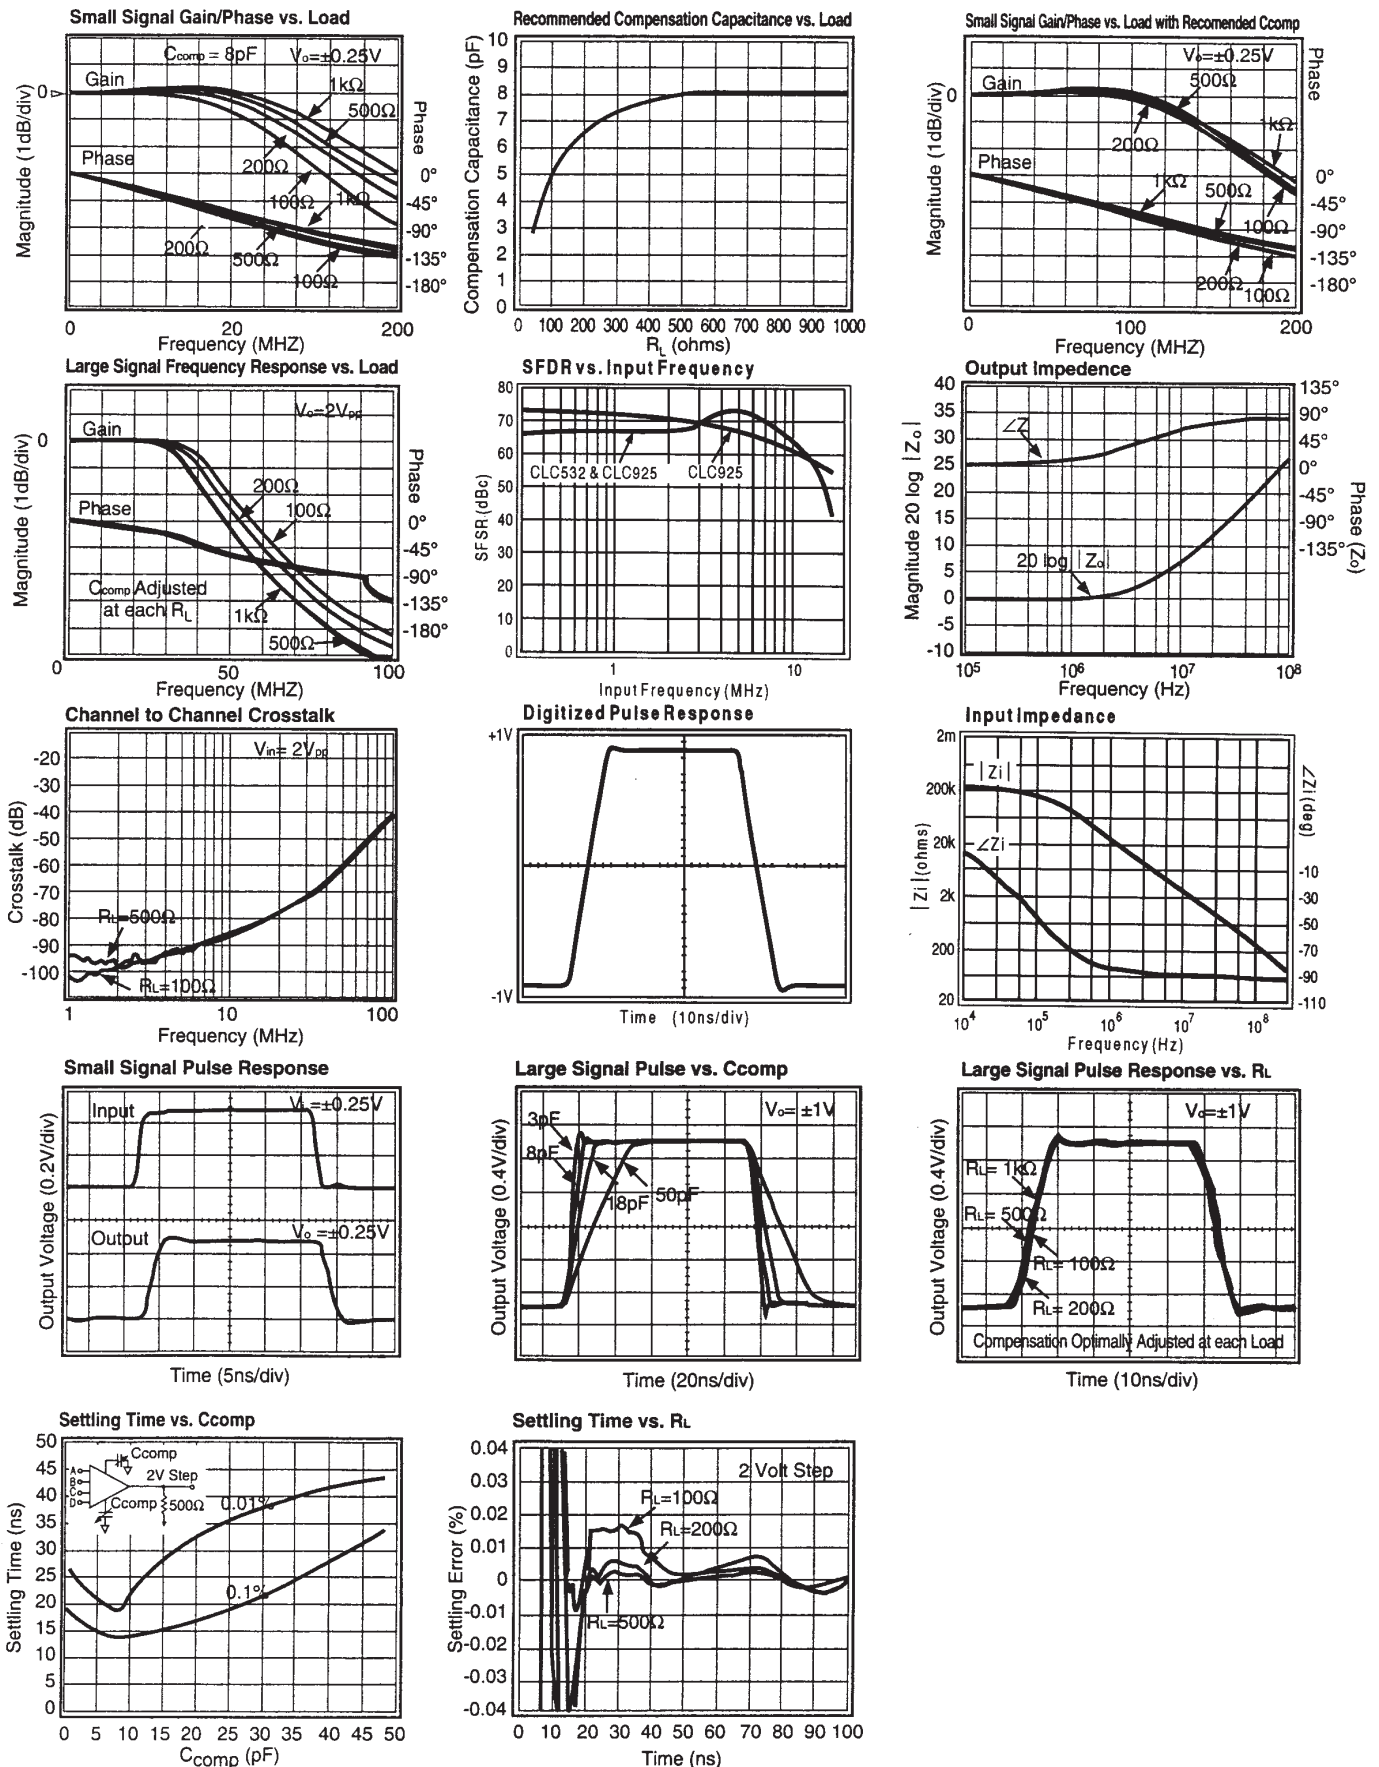 Small Signal Gain/Phase vs. Load
Ccomp = 8pF
Vo=±0.25V
Gain
1kΩ
500Ω
200Ω
100Ω
Phase
1kΩ
200Ω
500Ω
100Ω
Magnitude (1dB/div)
0
Phase
0°
-45°
-90°
-135°
-180°
0 20 200
Frequency (MHZ)
Recommended Compensation Capacitance vs. Load
Compensation Capacitance (pF)
10
9
8
7
6
5
4
3
2
1
0
0 100 200 300 400 500 600 700 800 900 1000
RL (ohms)
Small Signal Gain/Phase vs. Load with Recomended Ccomp
Vo=±0.25V
Gain
500Ω
200Ω
1kΩ
100Ω
Phase
1kΩ
500Ω
200Ω
100Ω
Magnitude (1dB/div)
0
Phase
0°
-45°
-90°
-135°
-180°
0 100 200
Frequency (MHZ)
Large Signal Frequency Response vs. Load
Vo=2Vpp
Gain
200Ω
100Ω
Phase
Ccomp Adjusted
at each RL
1kΩ
500Ω
Magnitude (1dB/div)
0
Phase
0°
-45°
-90°
-135°
-180°
0 50 100
Frequency (MHZ)
SFDR vs. Input Frequency
SFSR (dBc)
80
70
60
50
40
30
20
10
0
CLC532 & CLC925
CLC925
1 10
Input Frequency (MHz)
Output Impedence
Magnitude 20 log |Zo|
40
35
30
25
20
15
10
5
0
-5
-10
∠Z
20 log |Zo|
135°
90°
45°
0°
-45°
-90°
-135°
Phase (Zo)
10⁵ 10⁶ 10⁷ 10⁸
Frequency (Hz)
Channel to Channel Crosstalk
Vin= 2Vpp
Crosstalk (dB)
-20
-30
-40
-50
-60
-70
-80
-90
-100
RL=500Ω
RL=100Ω
1 10 100
Frequency (MHz)
Digitized Pulse Response
+1V
-1V
Time (10ns/div)
Input Impedance
|Zi|(ohms)
2m
200k
20k
2k
200
20
|Zi|
∠Zi
∠Zi (deg)
-10
-30
-50
-70
-90
-110
10⁴ 10⁵ 10⁶ 10⁷ 10⁸
Frequency (Hz)
Small Signal Pulse Response
Output Voltage (0.2V/div)
Input
Vi =±0.25V
Output
Vo =±0.25V
Time (5ns/div)
Large Signal Pulse vs. Ccomp
Output Voltage (0.4V/div)
Vo= ±1V
3pF
8pF
18pF
50pF
Time (20ns/div)
Large Signal Pulse Response vs. RL
Output Voltage (0.4V/div)
Vo=±1V
RL= 1kΩ
RL= 500Ω
RL= 100Ω
RL= 200Ω
Compensation Optimally Adjusted at each Load
Time (10ns/div)
Settling Time vs. Ccomp
Settling Time (ns)
50
45
40
35
30
25
20
15
10
5
0
Ccomp
A
B
C
D
2V Step
Ccomp
500Ω
0.01%
0.1%
0 5 10 15 20 25 30 35 40 45 50
Ccomp (pF)
Settling Time vs. RL
Settling Error (%)
0.04
0.03
0.02
0.01
0
-0.01
-0.02
-0.03
-0.04
2 Volt Step
RL=100Ω
RL=200Ω
RL=500Ω
0 10 20 30 40 50 60 70 80 90 100
Time (ns)